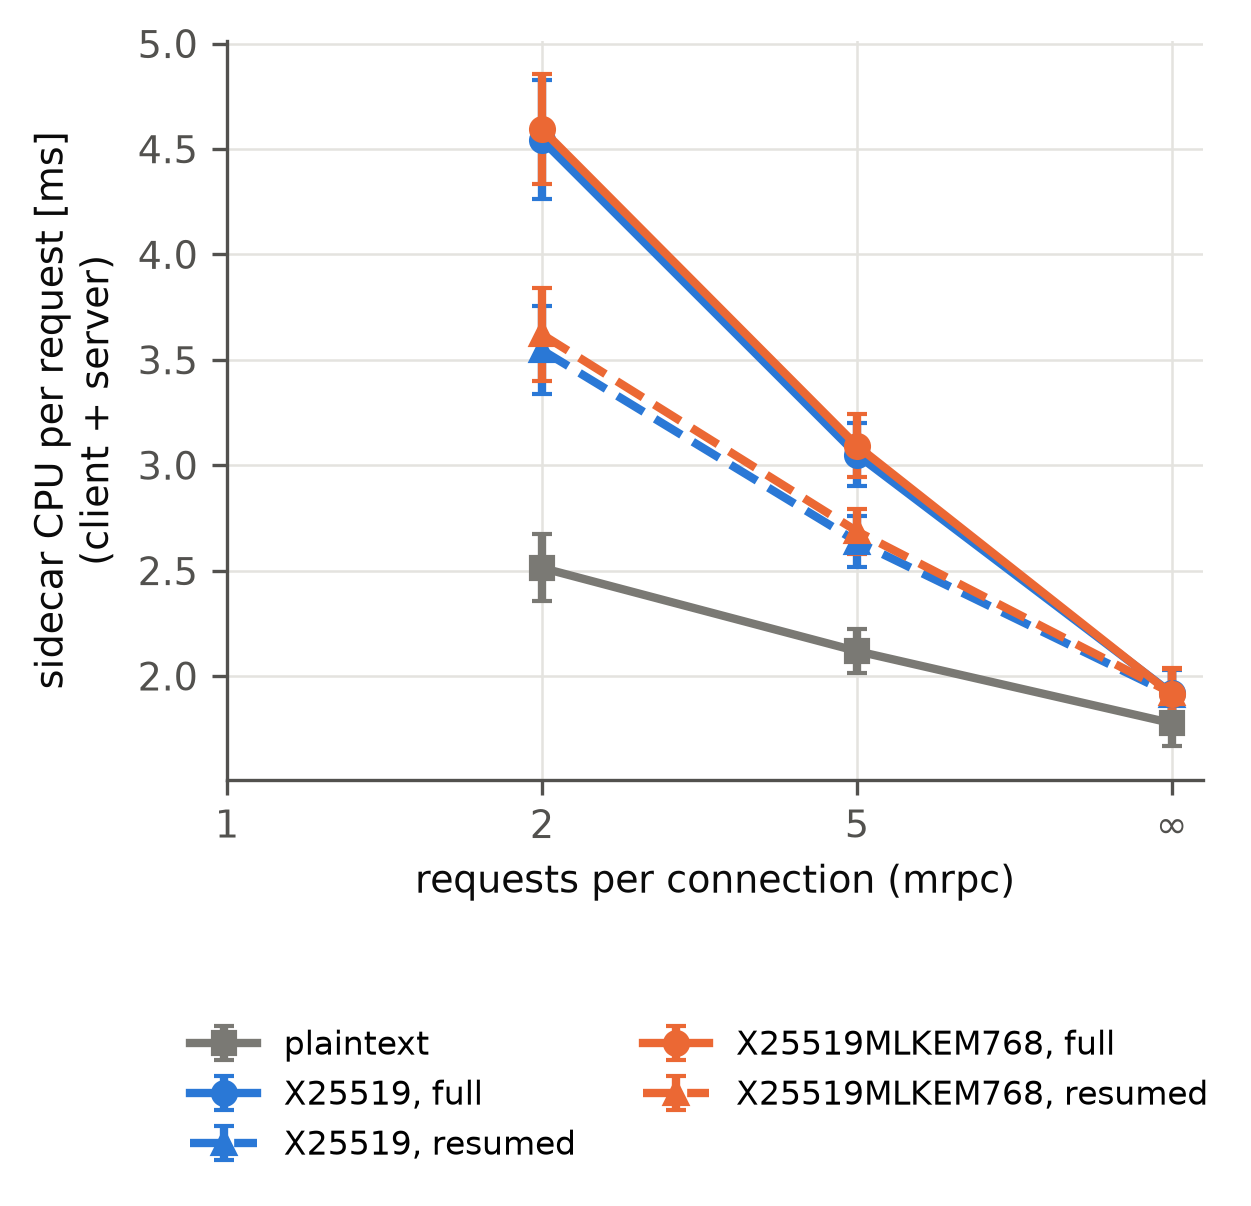 5.0
4.5
4.0
3.5
3.0
2.5
2.0
sidecar CPU per request [ms]
(client + server)
1 2 5 ∞
requests per connection (mrpc)
plaintext
X25519, full
X25519, resumed
X25519MLKEM768, full
X25519MLKEM768, resumed